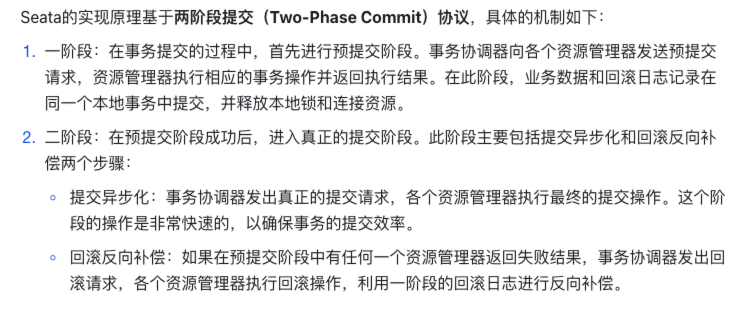 Seata的实现原理基于两阶段提交（Two-Phase Commit）协议，具体的机制如下：
1. 一阶段：在事务提交的过程中，首先进行预提交阶段。事务协调器向各个资源管理器发送预提交
请求，资源管理器执行相应的事务操作并返回执行结果。在此阶段，业务数据和回滚日志记录在
同一个本地事务中提交，并释放本地锁和连接资源。
2. 二阶段：在预提交阶段成功后，进入真正的提交阶段。此阶段主要包括提交异步化和回滚反向补
偿两个步骤：
提交异步化：事务协调器发出真正的提交请求，各个资源管理器执行最终的提交操作。这个阶
段的操作是非常快速的，以确保事务的提交效率。
回滚反向补偿：如果在预提交阶段中有任何一个资源管理器返回失败结果，事务协调器发出回
滚请求，各个资源管理器执行回滚操作，利用一阶段的回滚日志进行反向补偿。